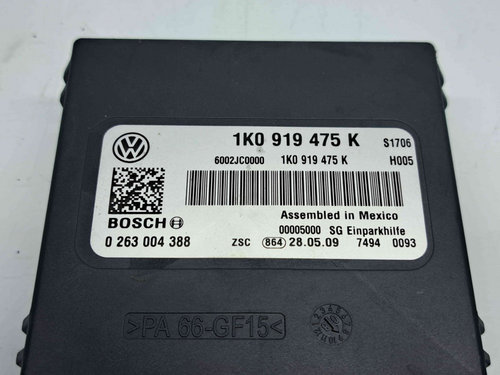 1K0 919 475 K S1706
6002JC0000 1K0 919 475 K H005
BOSCH
Assembled in Mexico
00005000 SG Einparkhilfe
0 263 004 388 ZSC 864 28.05.09 7494 0093
>PA 66-GF15<